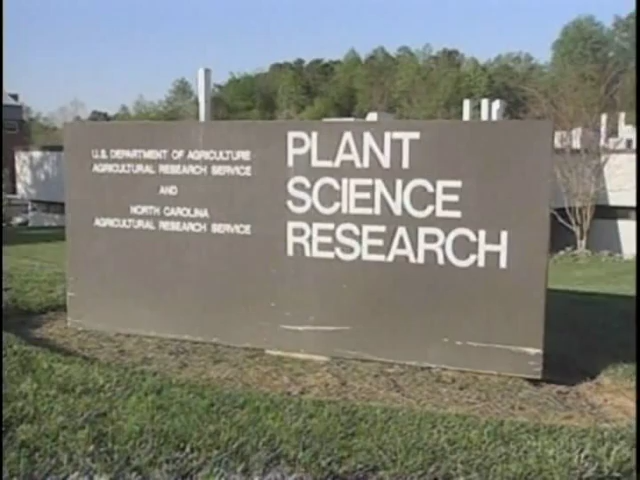 U.S. DEPARTMENT OF AGRICULTURE
AGRICULTURAL RESEARCH SERVICE
AND
NORTH CAROLINA
AGRICULTURAL RESEARCH SERVICE
PLANT
SCIENCE
RESEARCH